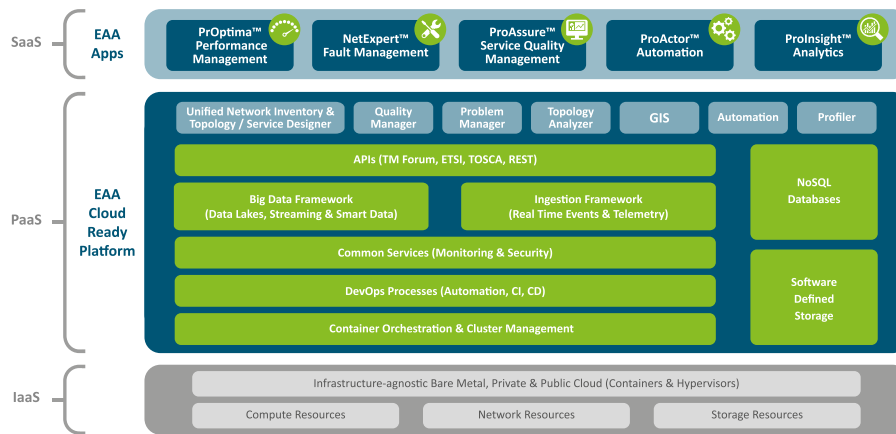 SaaS
EAA
Apps
PrOptima™
Performance
Management
NetExpert™
Fault Management
ProAssure™
Service Quality
Management
ProActor™
Automation
ProInsight™
Analytics
PaaS
EAA
Cloud
Ready
Platform
Unified Network Inventory &
Topology / Service Designer
Quality
Manager
Problem
Manager
Topology
Analyzer
GIS
Automation
Profiler
APIs (TM Forum, ETSI, TOSCA, REST)
Big Data Framework
(Data Lakes, Streaming & Smart Data)
Ingestion Framework
(Real Time Events & Telemetry)
Common Services (Monitoring & Security)
DevOps Processes (Automation, CI, CD)
Container Orchestration & Cluster Management
NoSQL
Databases
Software
Defined
Storage
IaaS
Infrastructure-agnostic Bare Metal, Private & Public Cloud (Containers & Hypervisors)
Compute Resources
Network Resources
Storage Resources